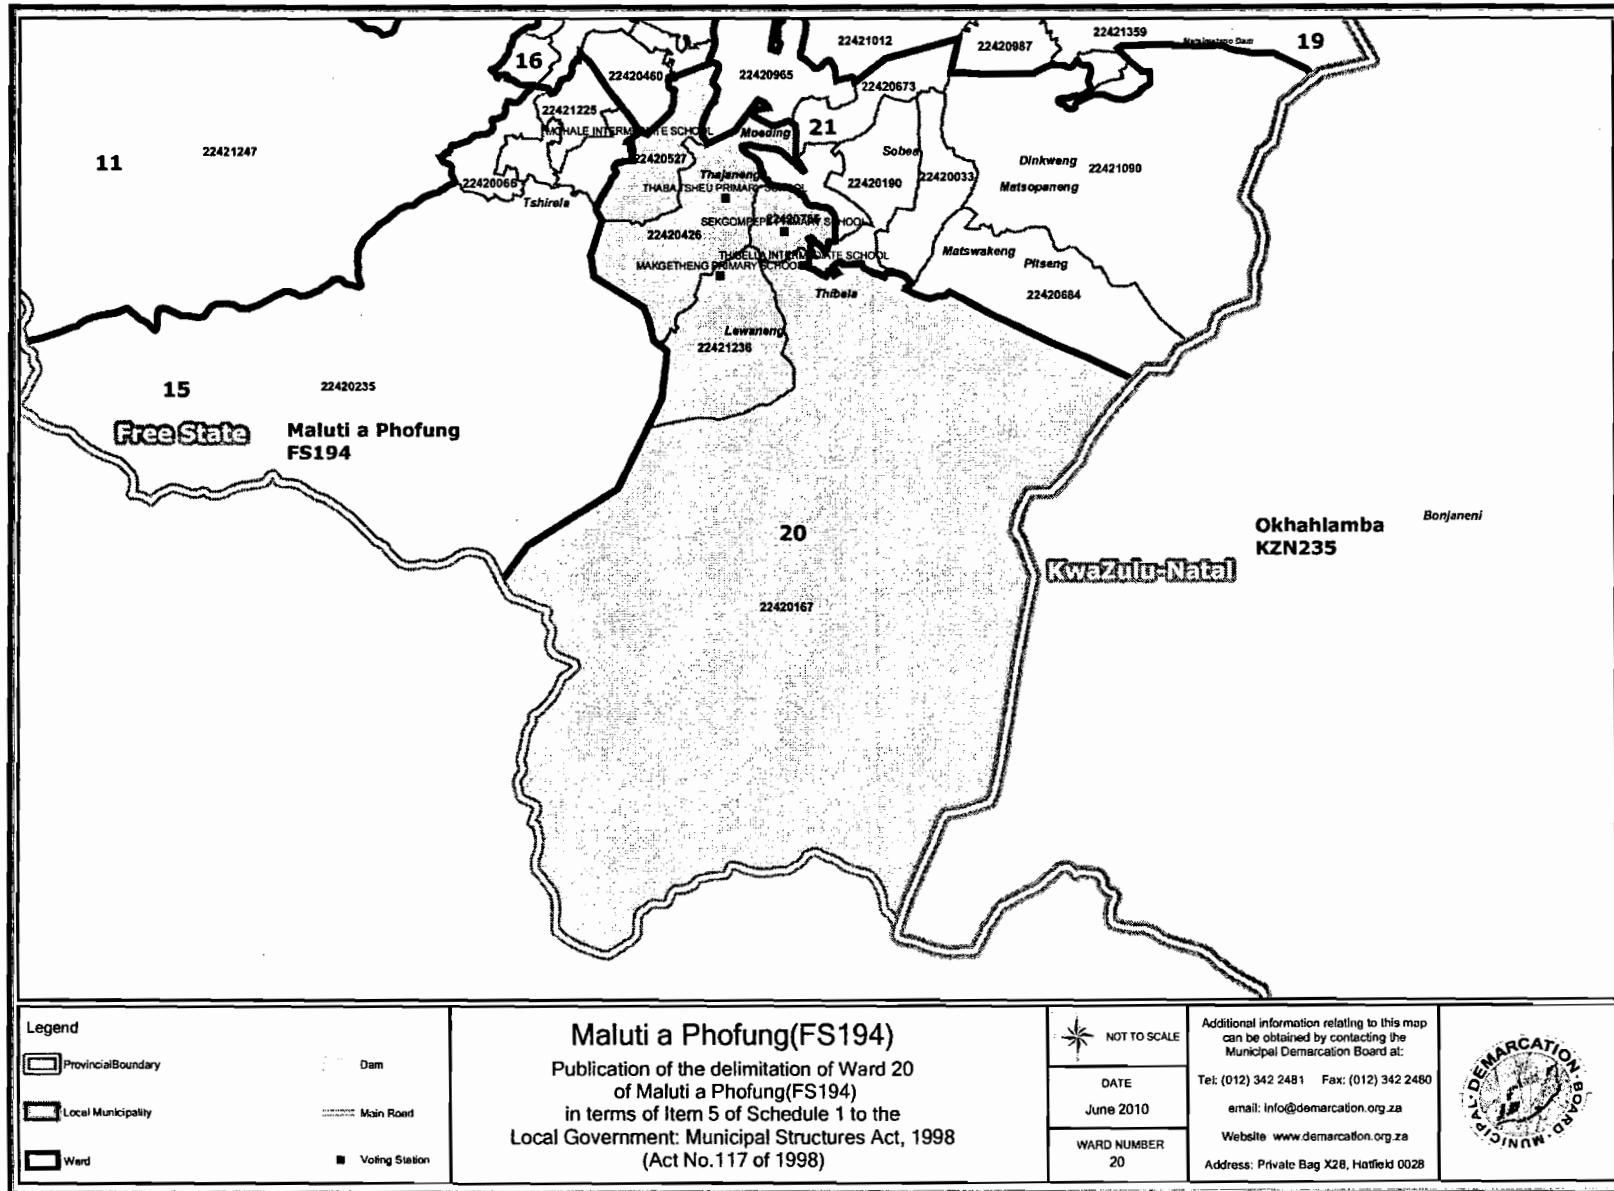 22421012
22420987
22421359
19
16
22420460
22420965
22420673
22421225
MOHALE INTERMEDIATE SCHOOL
Moeding
21
11
22421247
22420527
Sobee
Dinkweng
22421090
Thajaneng
22420066
THABATSHEU PRIMARY SCHOOL
22420190
22420033
Matsopaneng
Tshirela
SEKGOMPEPE PRIMARY SCHOOL
22420426
THIBELLA INTERMEDIATE SCHOOL
MAKGETHENG PRIMARY SCHOOL
Matswakeng
Pitseng
Thibela
22420684
Lewaneng
22421236
15
22420235
Free State
Maluti a Phofung
FS194
20
Okhahlamba
KZN235
Bonjaneni
KwaZulu-Natal
22420167
Legend
ProvincialBoundary
Dam
Local Municipality
Main Road
Ward
Voting Station
Maluti a Phofung(FS194)
Publication of the delimitation of Ward 20
of Maluti a Phofung(FS194)
in terms of Item 5 of Schedule 1 to the
Local Government: Municipal Structures Act, 1998
(Act No.117 of 1998)
NOT TO SCALE
DATE
June 2010
WARD NUMBER
20
Additional information relating to this map
can be obtained by contacting the
Municipal Demarcation Board at:
Tel: (012) 342 2481 Fax: (012) 342 2480
email: info@demarcation.org.za
Website www.demarcation.org.za
Address: Private Bag X28, Hatfield 0028
MUNICIPAL DEMARCATION BOARD